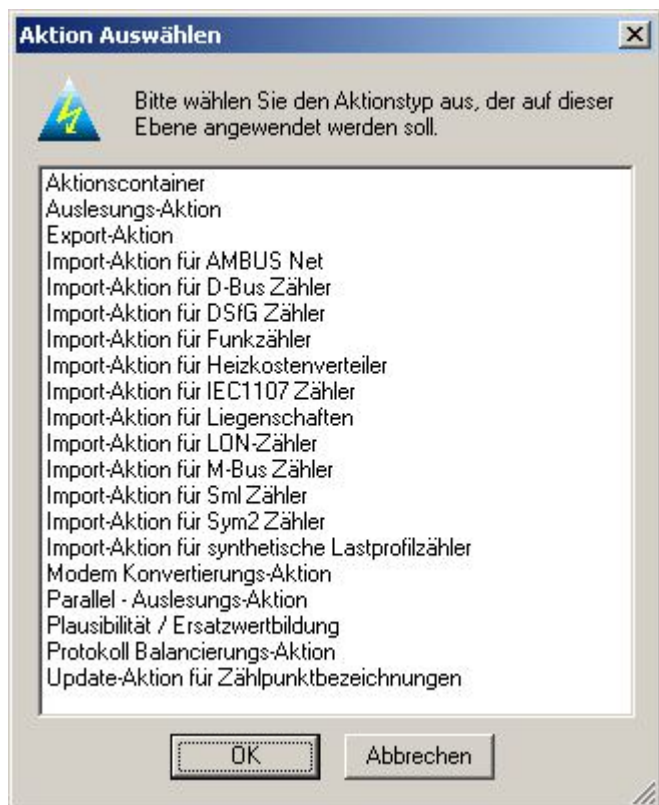 Aktion Auswählen
Bitte wählen Sie den Aktionstyp aus, der auf dieser
Ebene angewendet werden soll.
Aktionscontainer
Auslesungs-Aktion
Export-Aktion
Import-Aktion für AMBUS Net
Import-Aktion für D-Bus Zähler
Import-Aktion für DSfG Zähler
Import-Aktion für Funkzähler
Import-Aktion für Heizkostenverteiler
Import-Aktion für IEC1107 Zähler
Import-Aktion für Liegenschaften
Import-Aktion für LON-Zähler
Import-Aktion für M-Bus Zähler
Import-Aktion für Sml Zähler
Import-Aktion für Sym2 Zähler
Import-Aktion für synthetische Lastprofilzähler
Modem Konvertierungs-Aktion
Parallel - Auslesungs-Aktion
Plausibilität / Ersatzwertbildung
Protokoll Balancierungs-Aktion
Update-Aktion für Zählpunktbezeichnungen
OK
Abbrechen